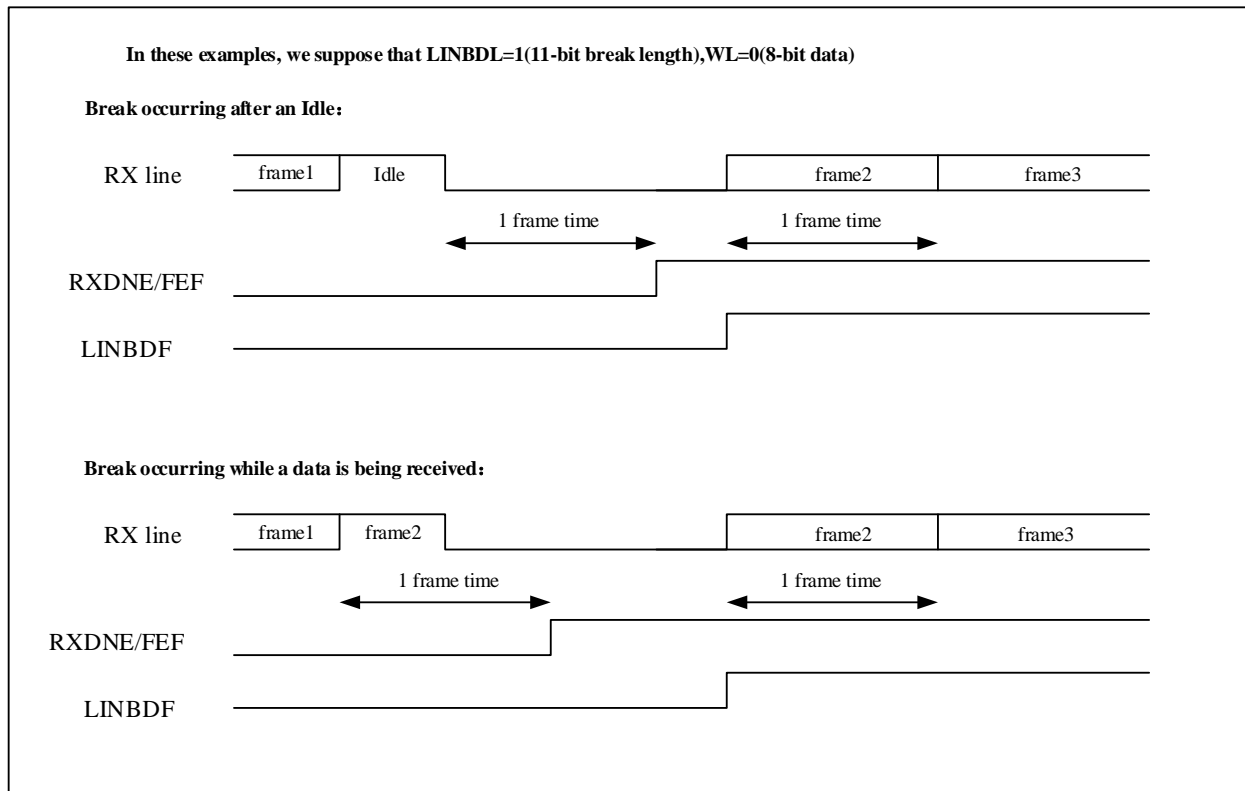 In these examples, we suppose that LINBDL=1(11-bit break length),WL=0(8-bit data)
Break occurring after an Idle：
RX line frame1 Idle frame2 frame3
1 frame time 1 frame time
RXDNE/FEF
LINBDF
Break occurring while a data is being received：
RX line frame1 frame2 frame2 frame3
1 frame time 1 frame time
RXDNE/FEF
LINBDF